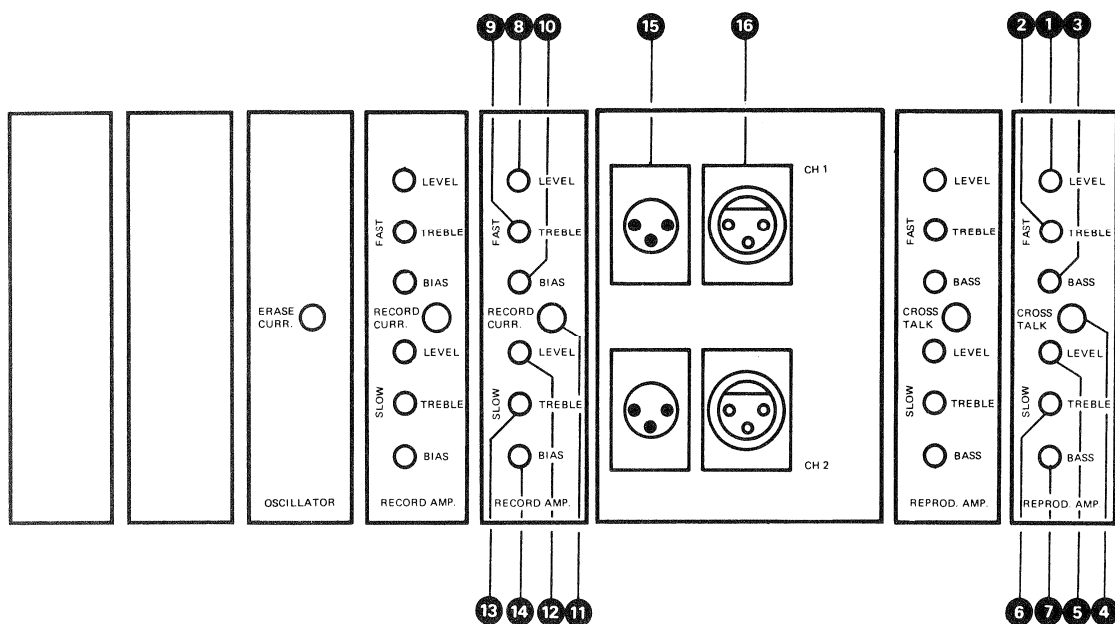 9 8 10 15 16 2 1 3
ERASE
CURR.
OSCILLATOR
FAST
LEVEL
TREBLE
BIAS
RECORD
CURR.
SLOW
LEVEL
TREBLE
BIAS
RECORD AMP.
FAST
LEVEL
TREBLE
BIAS
RECORD
CURR.
SLOW
LEVEL
TREBLE
BIAS
RECORD AMP.
CH 1
CH 2
FAST
LEVEL
TREBLE
BASS
CROSS
TALK
SLOW
LEVEL
TREBLE
BASS
REPROD. AMP.
FAST
LEVEL
TREBLE
BASS
CROSS
TALK
SLOW
LEVEL
TREBLE
BASS
REPROD. AMP
13 14 12 11 6 7 5 4